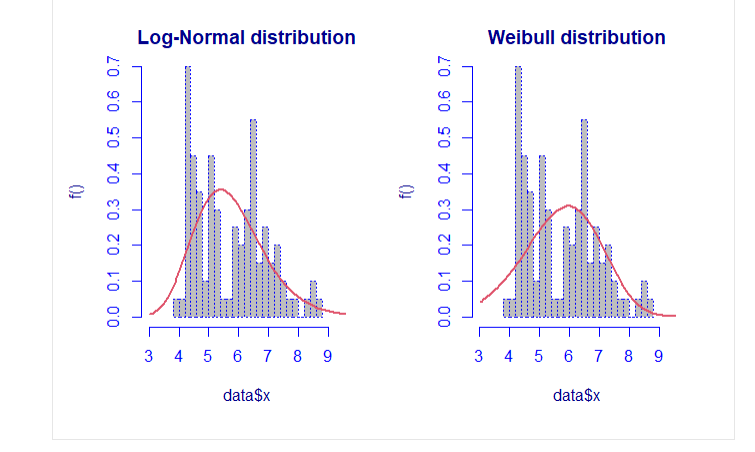 Log-Normal distribution
f()
0.0 0.1 0.2 0.3 0.4 0.5 0.6 0.7
3 4 5 6 7 8 9
data$x
Weibull distribution
f()
0.0 0.1 0.2 0.3 0.4 0.5 0.6 0.7
3 4 5 6 7 8 9
data$x